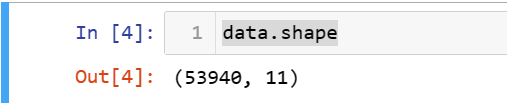 In [4]: 1 data.shape
Out[4]: (53940, 11)